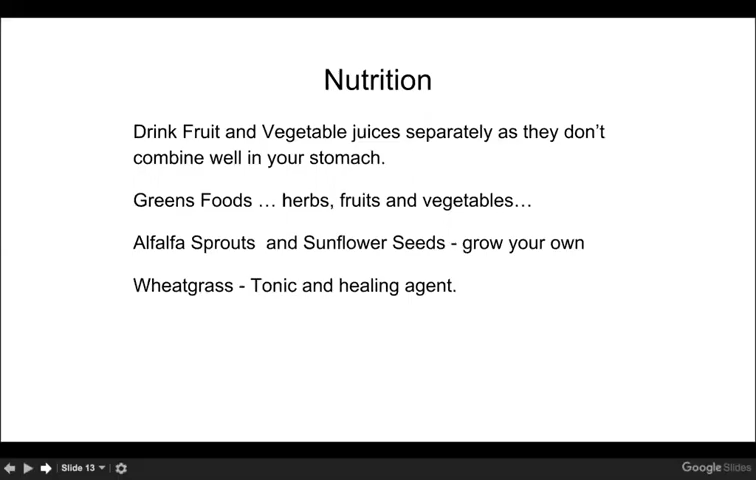 Nutrition
Drink Fruit and Vegetable juices separately as they don't
combine well in your stomach.
Greens Foods … herbs, fruits and vegetables…
Alfalfa Sprouts  and Sunflower Seeds - grow your own
Wheatgrass - Tonic and healing agent.
Slide 13
Google Slides